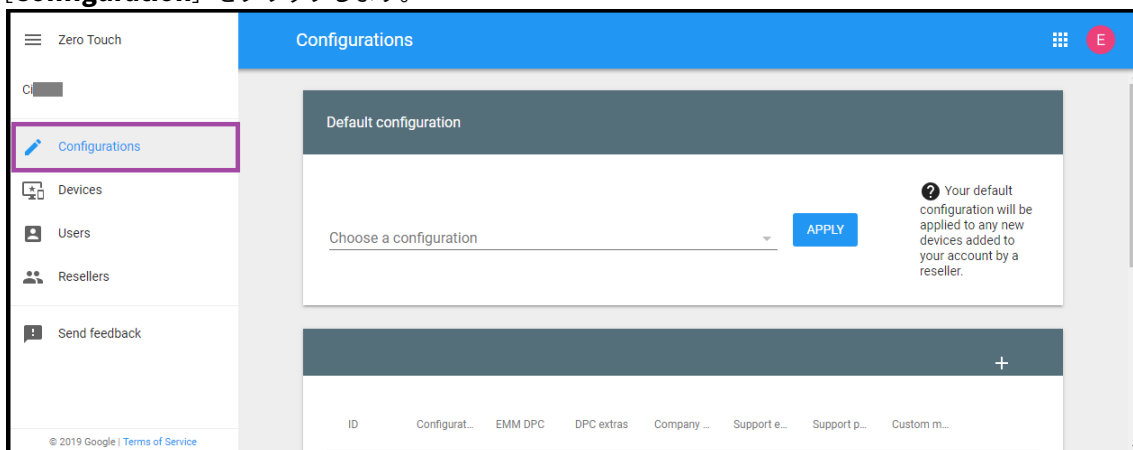 [Configuration] をクリックします。
Zero Touch
Configurations
E
Ci
Default configuration
Configurations
Devices
Your default
configuration will be
applied to any new
devices added to
your account by a
reseller.
Users
Choose a configuration
APPLY
Resellers
Send feedback
+
ID
Configurat...
EMM DPC
DPC extras
Company ...
Support e...
Support p...
Custom m...
© 2019 Google | Terms of Service